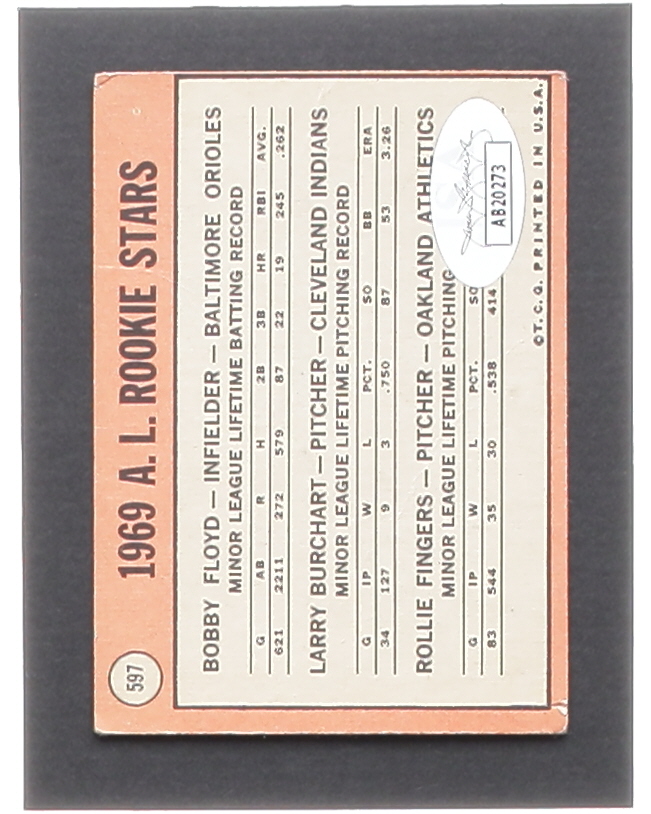 597
1969 A. L. ROOKIE STARS
BOBBY FLOYD — INFIELDER — BALTIMORE ORIOLES
MINOR LEAGUE LIFETIME BATTING RECORD
G AB R H 2B 3B HR RBI AVG.
621 2211 272 579 87 22 19 245 .262
LARRY BURCHART — PITCHER — CLEVELAND INDIANS
MINOR LEAGUE LIFETIME PITCHING RECORD
G IP W L PCT. SO BB ERA
34 127 9 3 .750 87 53 3.26
ROLLIE FINGERS — PITCHER — OAKLAND ATHLETICS
MINOR LEAGUE LIFETIME PITCHING
G IP W L PCT. SO
83 544 35 30 .538 414
AB20273
©T. C. G. PRINTED IN U. S. A.